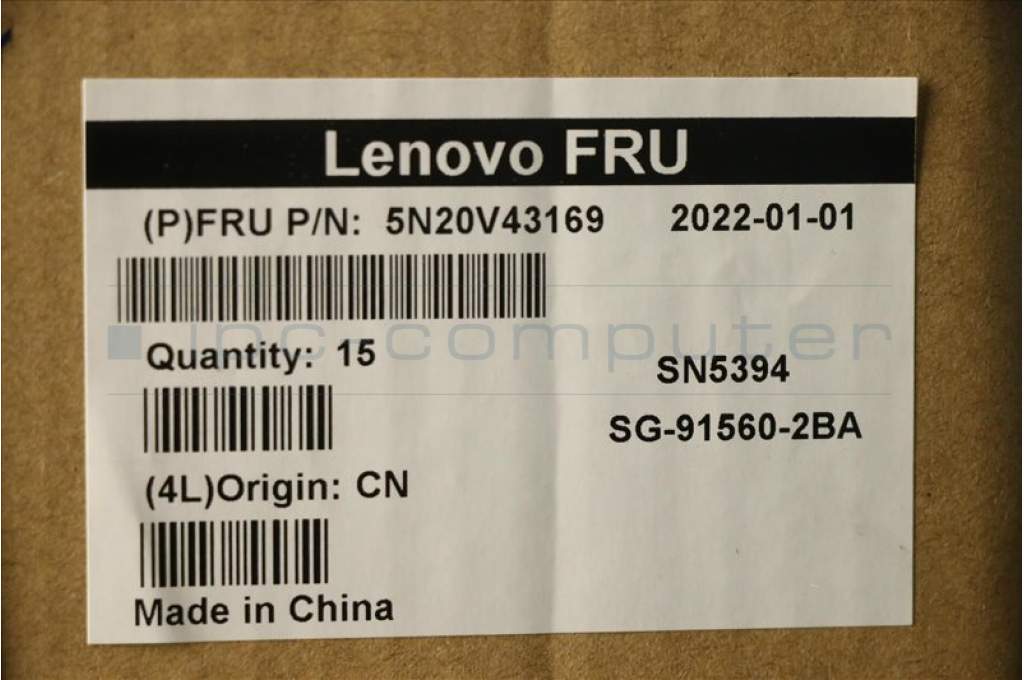 Lenovo FRU
(P)FRU P/N: 5N20V43169 2022-01-01
ipc-computer
Quantity: 15
SN5394
SG-91560-2BA
(4L)Origin: CN
Made in China